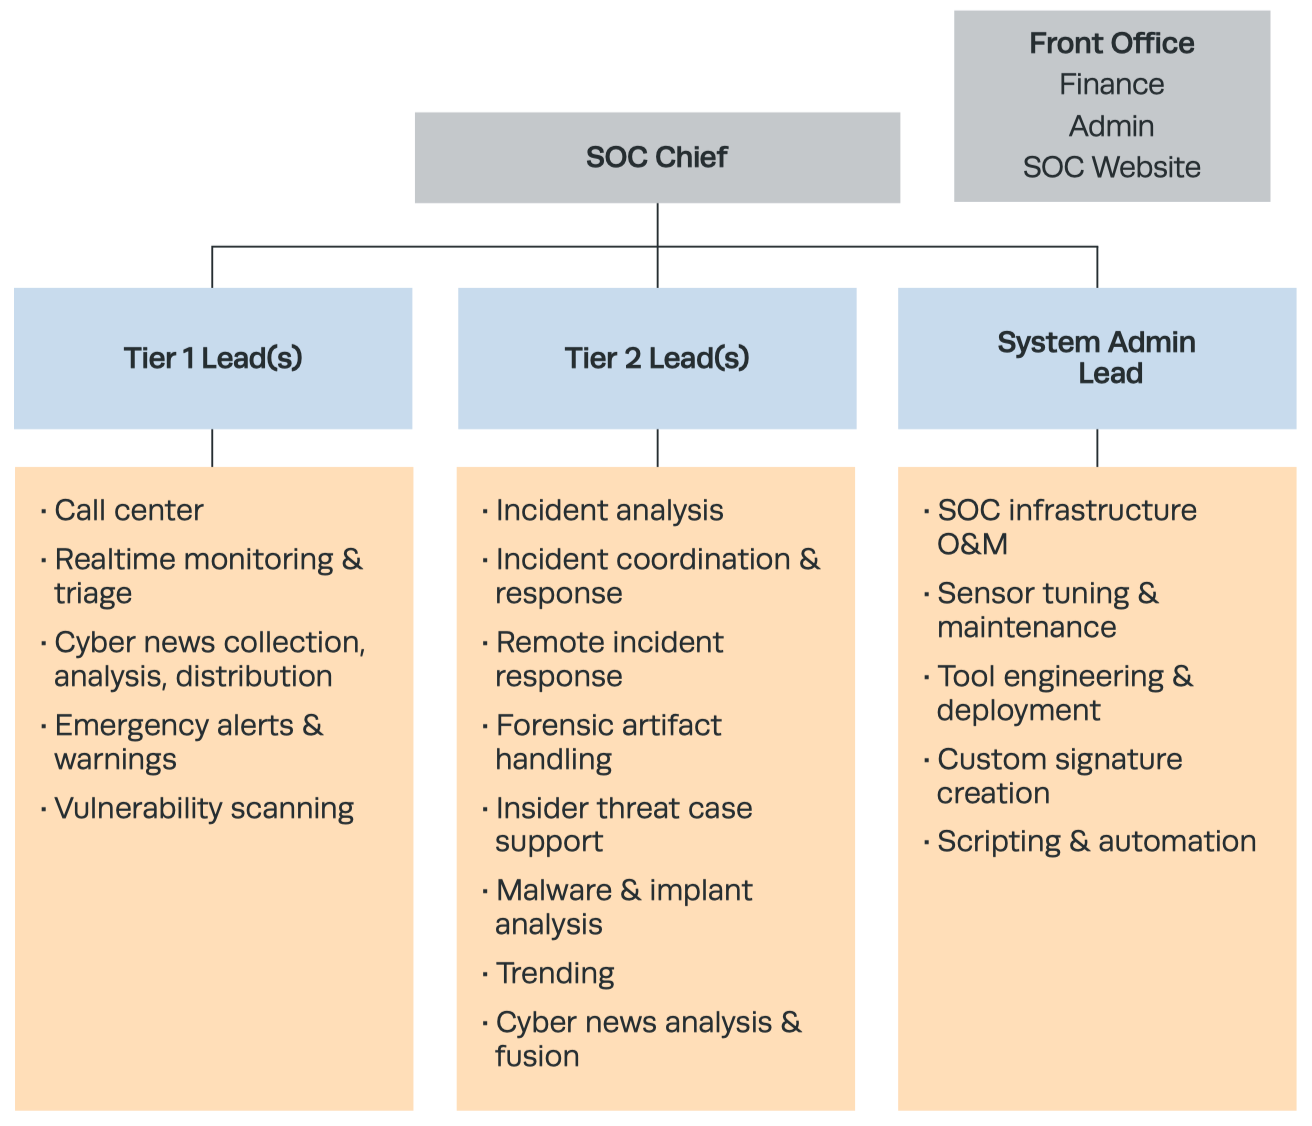 Front Office
Finance
Admin
SOC Website
SOC Chief
Tier 1 Lead(s)
Tier 2 Lead(s)
System Admin
Lead
· Call center
· Realtime monitoring &
triage
· Cyber news collection,
analysis, distribution
· Emergency alerts &
warnings
· Vulnerability scanning
· Incident analysis
· Incident coordination &
response
· Remote incident
response
· Forensic artifact
handling
· Insider threat case
support
· Malware & implant
analysis
· Trending
· Cyber news analysis &
fusion
· SOC infrastructure
O&M
· Sensor tuning &
maintenance
· Tool engineering &
deployment
· Custom signature
creation
· Scripting & automation